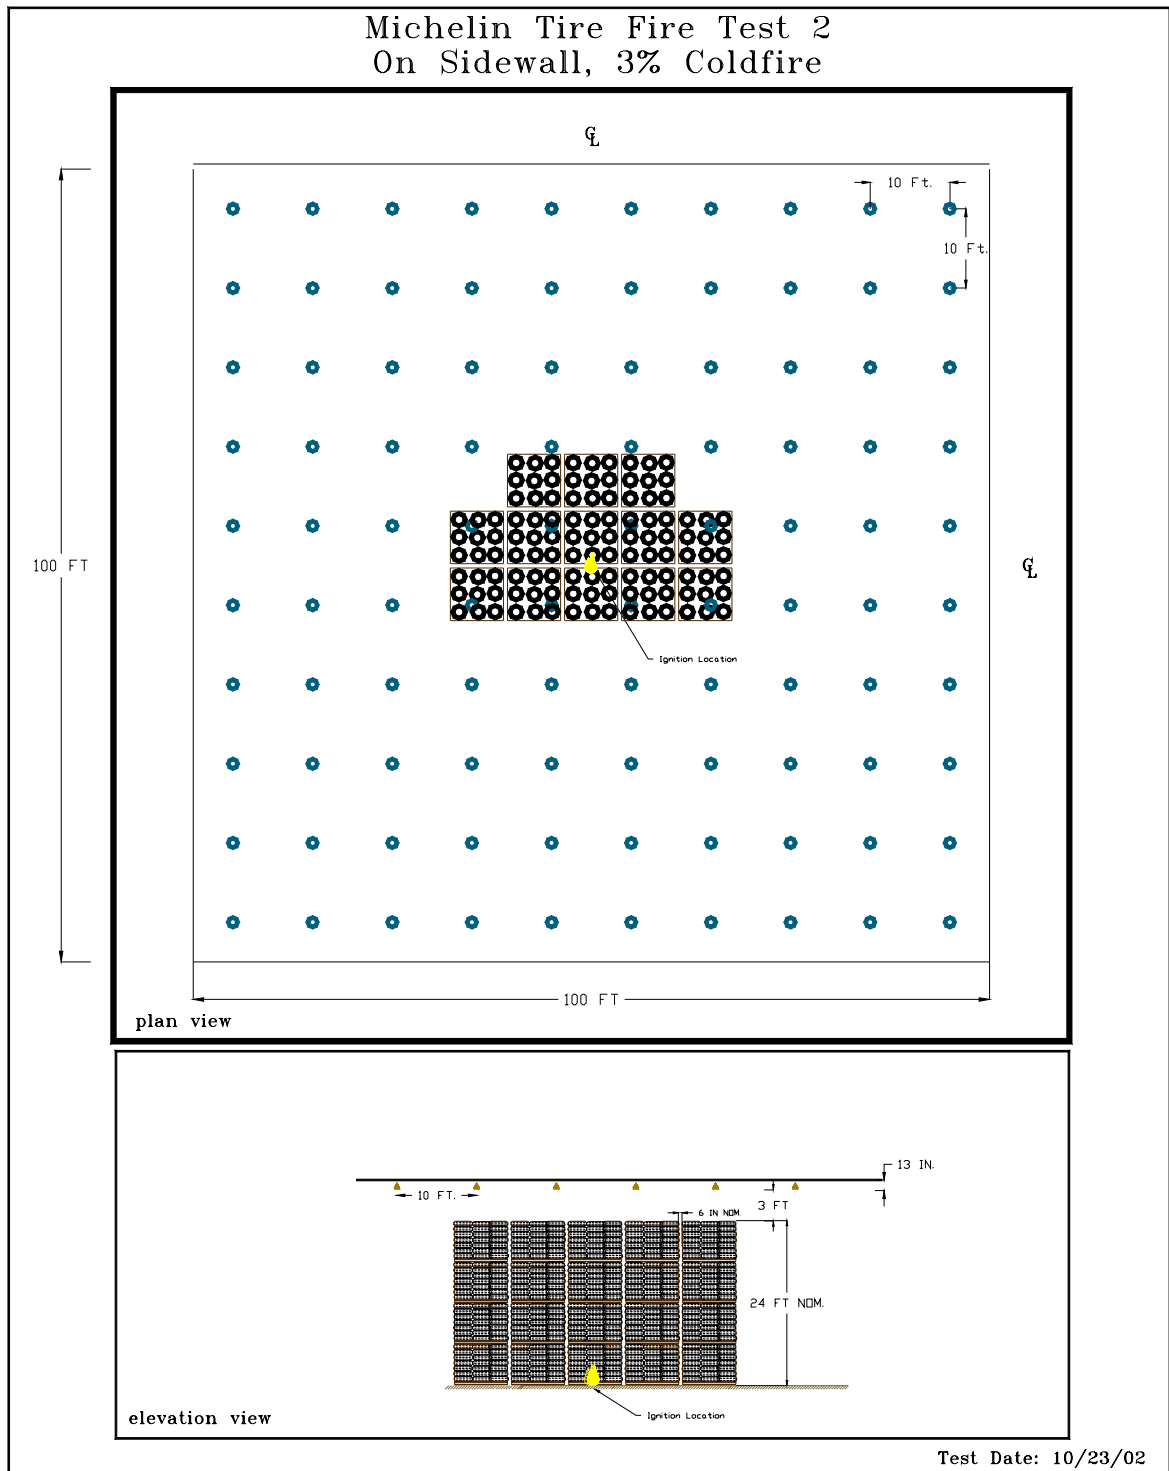 Michelin Tire Fire Test 2
On Sidewall, 3% Coldfire
℄
10 Ft.
10 Ft.
100 FT
℄
Ignition Location
100 FT
plan view
13 IN.
10 FT.
3 FT
6 IN NOM.
24 FT NOM.
Ignition Location
elevation view
Test Date: 10/23/02